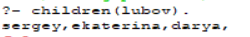 ?- children(lubov).
sergey,ekaterina,darya,